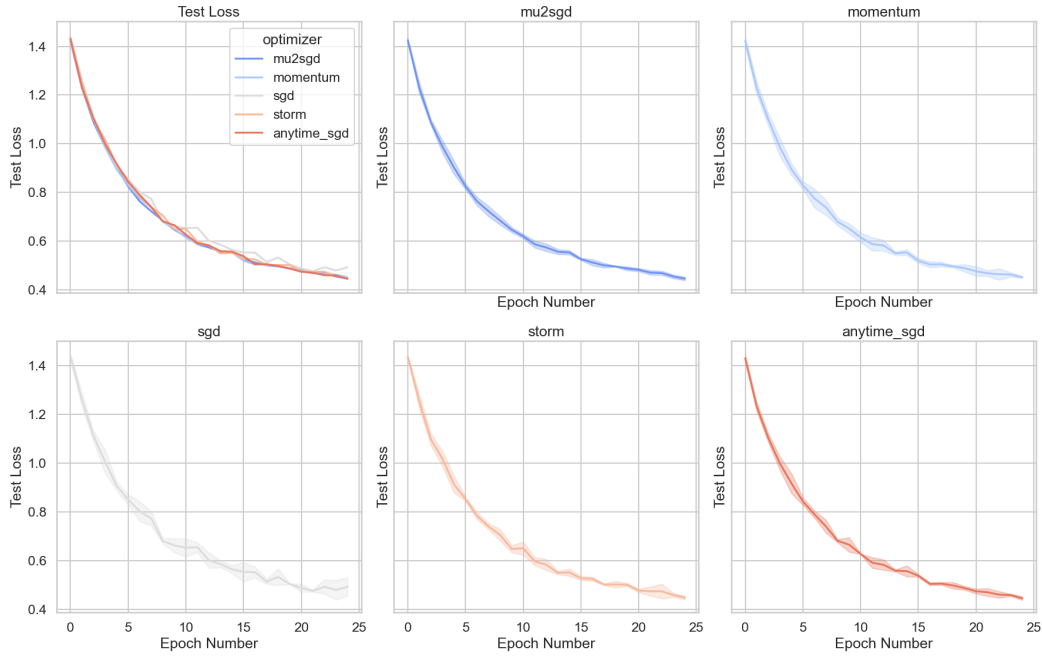 Test Loss
mu2sgd
momentum
Test Loss
1.4
1.2
1.0
0.8
0.6
0.4
optimizer
mu2sgd
momentum
sgd
storm
anytime_sgd
Test Loss
Epoch Number
Test Loss
Epoch Number
sgd
storm
anytime_sgd
Test Loss
1.4
1.2
1.0
0.8
0.6
0.4
0 5 10 15 20 25
Epoch Number
Test Loss
0 5 10 15 20 25
Epoch Number
Test Loss
0 5 10 15 20 25
Epoch Number